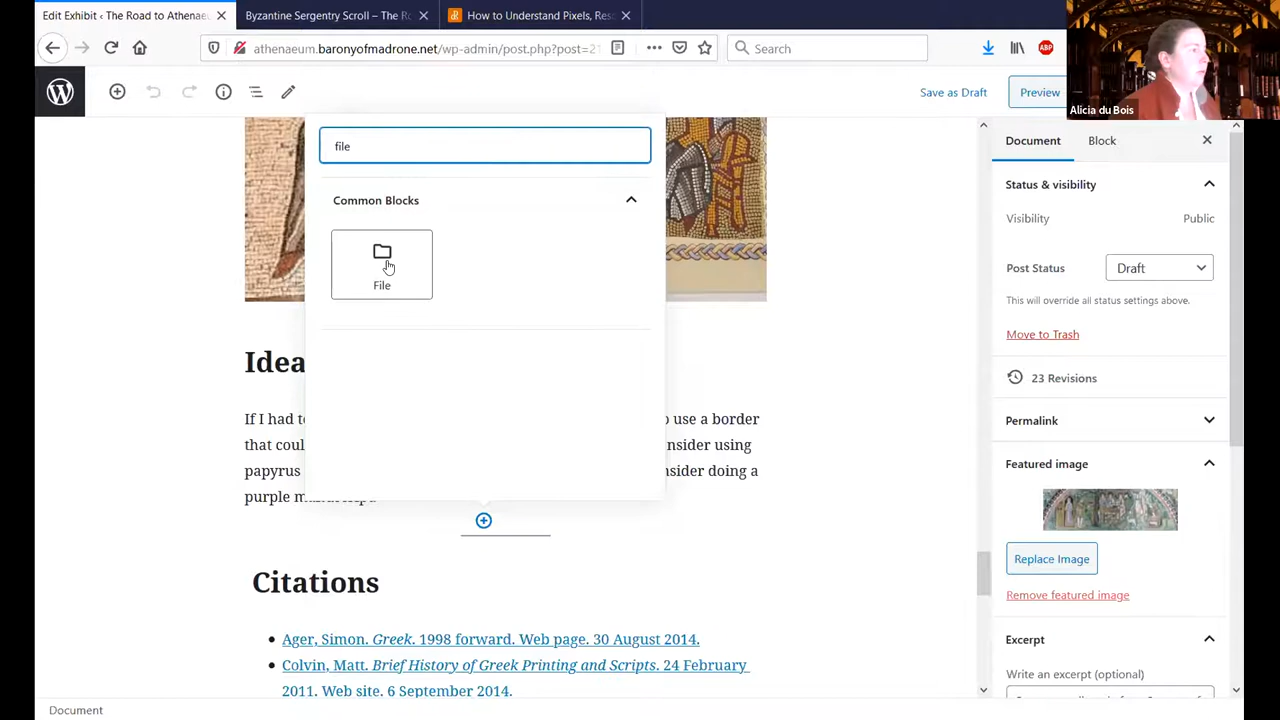 Edit Exhibit ‹ The Road to Athenaeu
Byzantine Sergentry Scroll – The Ro
How to Understand Pixels, Reso
athenaeum.baronyofmadrone.net/wp-admin/post.php?post=21
Search
ABP
Alicia du Bois
Save as Draft
Preview
file
Common Blocks
File
Document
Block
Status & visibility
Visibility
Public
Post Status
Draft
This will override all status settings above.
Move to Trash
23 Revisions
Permalink
Featured image
Replace Image
Remove featured image
Excerpt
Write an excerpt (optional)
Idea
If I had t
o use a border
that coul
nsider using
papyrus
nsider doing a
purple
Citations
Ager, Simon. Greek. 1998 forward. Web page. 30 August 2014.
Colvin, Matt. Brief History of Greek Printing and Scripts. 24 February
2011. Web site. 6 September 2014.
Document